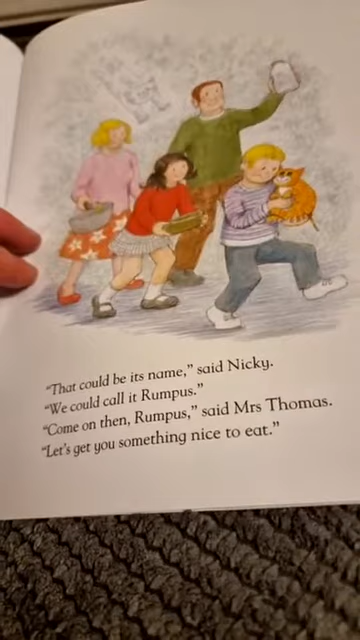 “That could be its name,” said Nicky.
“We could call it Rumpus.”
“Come on then, Rumpus,” said Mrs Thomas.
“Let’s get you something nice to eat.”